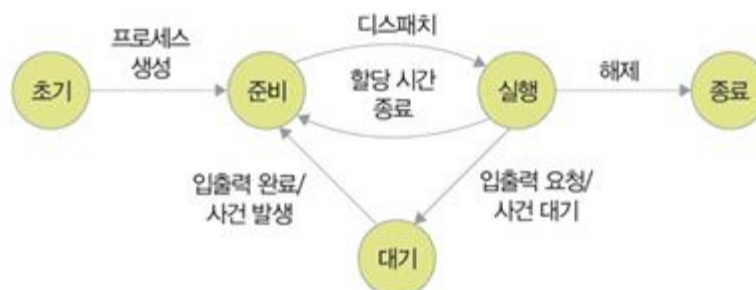 프로세스
생성
디스패치
초기
준비
할당 시간
종료
실행
해제
종료
입출력 완료/
사건 발생
입출력 요청/
사건 대기
대기